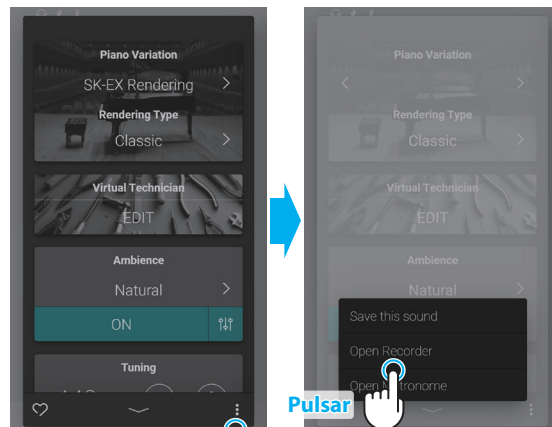 Piano Variation
SK-EX Rendering
Rendering Type
Classic
Virtual Technician
EDIT
Ambience
Natural
ON
Tuning
Piano Variation
Rendering Type
Classic
Virtual Technician
EDIT
Ambience
Natural
Save this sound
Open Recorder
Open Metronome
Pulsar